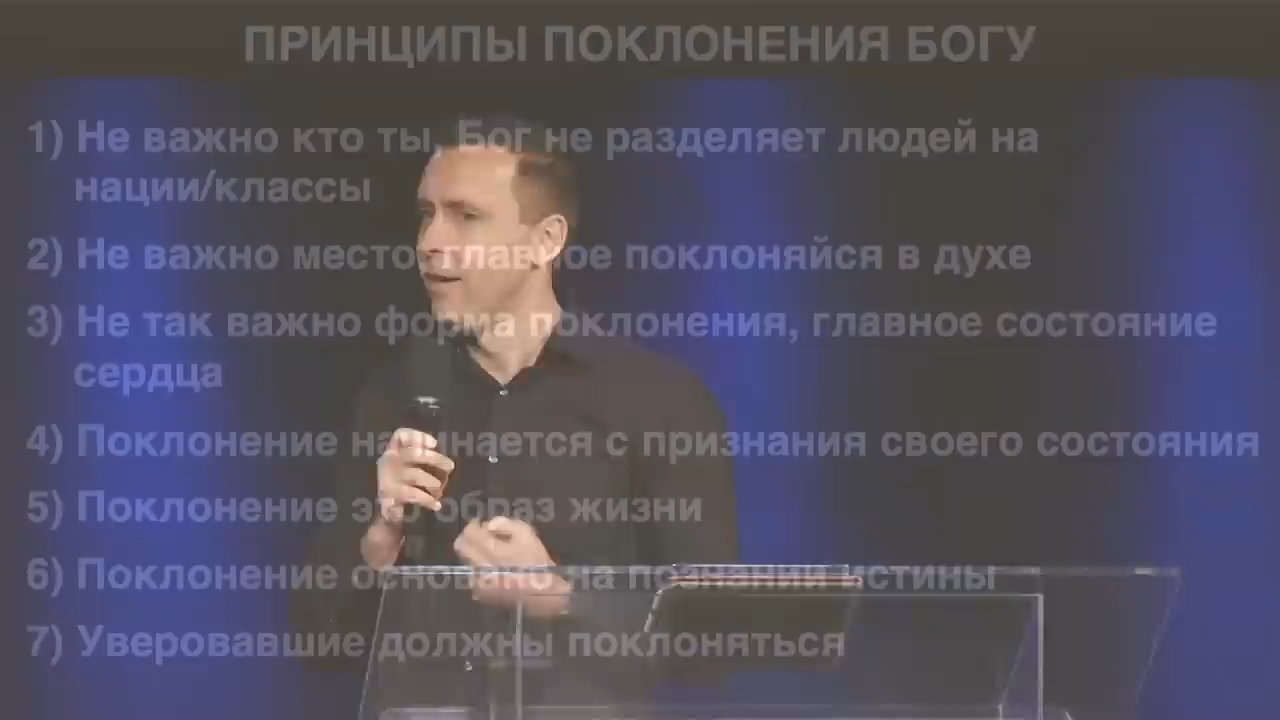 ПРИНЦИПЫ ПОКЛОНЕНИЯ БОГУ
1) Не важно кто ты, Бог не разделяет людей на
нации/классы
2) Не важно место, главное поклоняйся в духе
3) Не так важно форма поклонения, главное состояние
сердца
4) Поклонение начинается с признания своего состояния
5) Поклонение это образ жизни
6) Поклонение основано на познании истины
7) Уверовавшие должны поклоняться